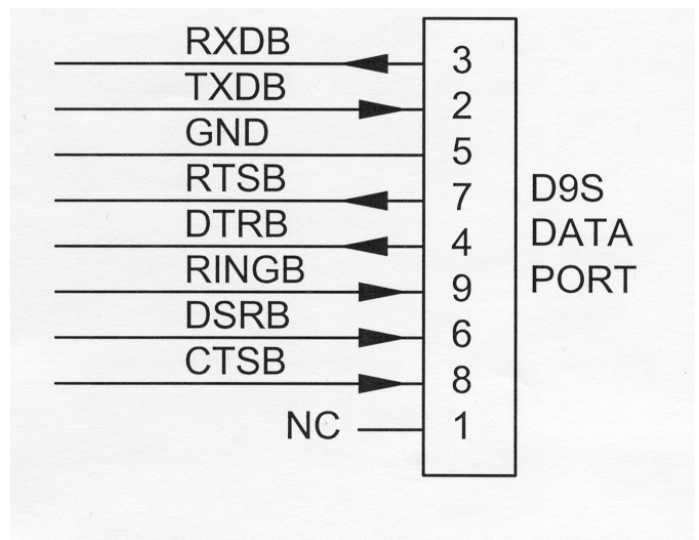 RXDB 3
TXDB 2
GND 5
RTSB 7
DTRB 4
RINGB 9
DSRB 6
CTSB 8
NC 1
D9S
DATA
PORT